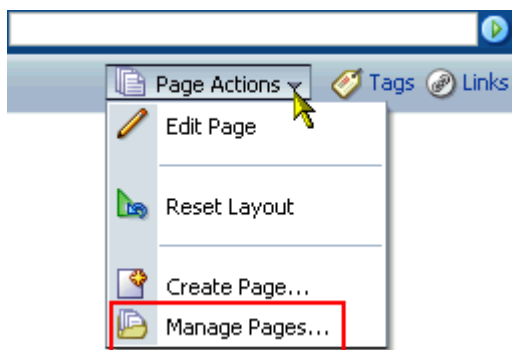 Page Actions Tags Links
Edit Page
Reset Layout
Create Page...
Manage Pages...